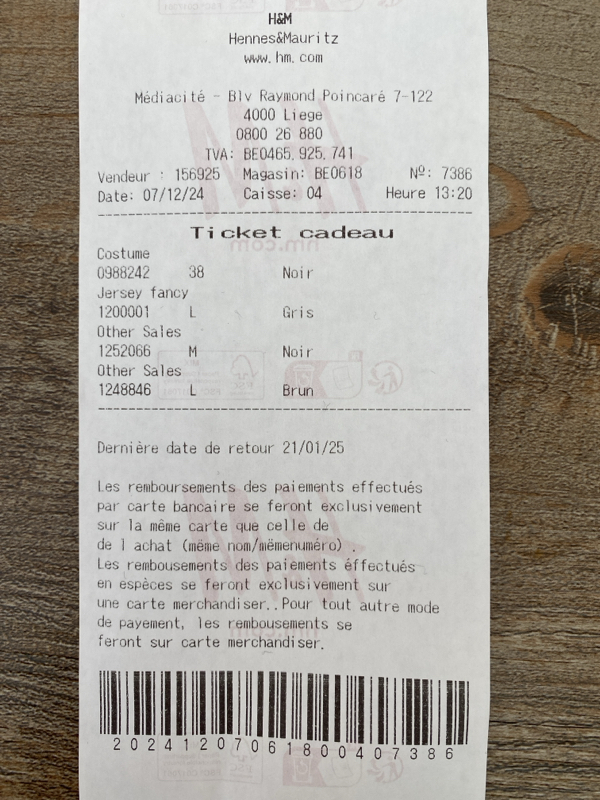 H&M
Hennes&Mauritz
www.hm.com
Médiacité - Blv Raymond Poincaré 7-122
4000 Liege
0800 26 880
TVA: BE0465.925.741
Vendeur : 156925 Magasin: BE0618 Nº: 7386
Date: 07/12/24 Caisse: 04 Heure 13:20
Ticket cadeau
Costume
0988242 38 Noir
Jersey fancy
1200001 L Gris
Other Sales
1252066 M Noir
Other Sales
1248846 L Brun
Dernière date de retour 21/01/25
Les remboursements des paiements effectués
par carte bancaire se feront exclusivement
sur la même carte que celle de
de l achat (même nom/mêmenuméro) .
Les rembousements des paiements éffectués
en espèces se feront exclusivement sur
une carte merchandiser..Pour tout autre mode
de payement, les rembousements se
feront sur carte merchandiser.
20241207061800407386